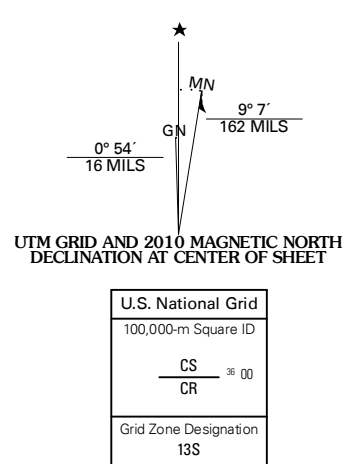 ★
MN
9° 7´
162 MILS
GN
0° 54´
16 MILS
UTM GRID AND 2010 MAGNETIC NORTH
DECLINATION AT CENTER OF SHEET
U.S. National Grid
100,000-m Square ID
CS
36 00
CR
Grid Zone Designation
13S